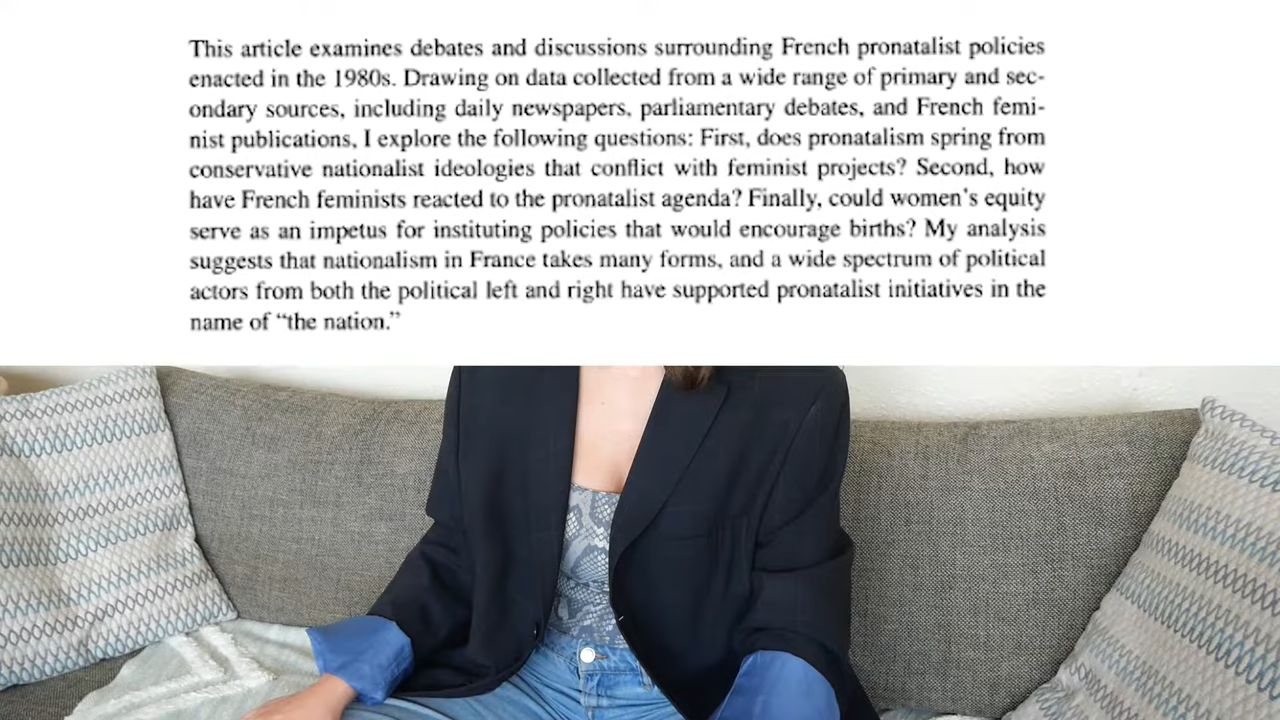 This article examines debates and discussions surrounding French pronatalist policies
enacted in the 1980s. Drawing on data collected from a wide range of primary and sec-
ondary sources, including daily newspapers, parliamentary debates, and French femi-
nist publications, I explore the following questions: First, does pronatalism spring from
conservative nationalist ideologies that conflict with feminist projects? Second, how
have French feminists reacted to the pronatalist agenda? Finally, could women's equity
serve as an impetus for instituting policies that would encourage births? My analysis
suggests that nationalism in France takes many forms, and a wide spectrum of political
actors from both the political left and right have supported pronatalist initiatives in the
name of “the nation.”